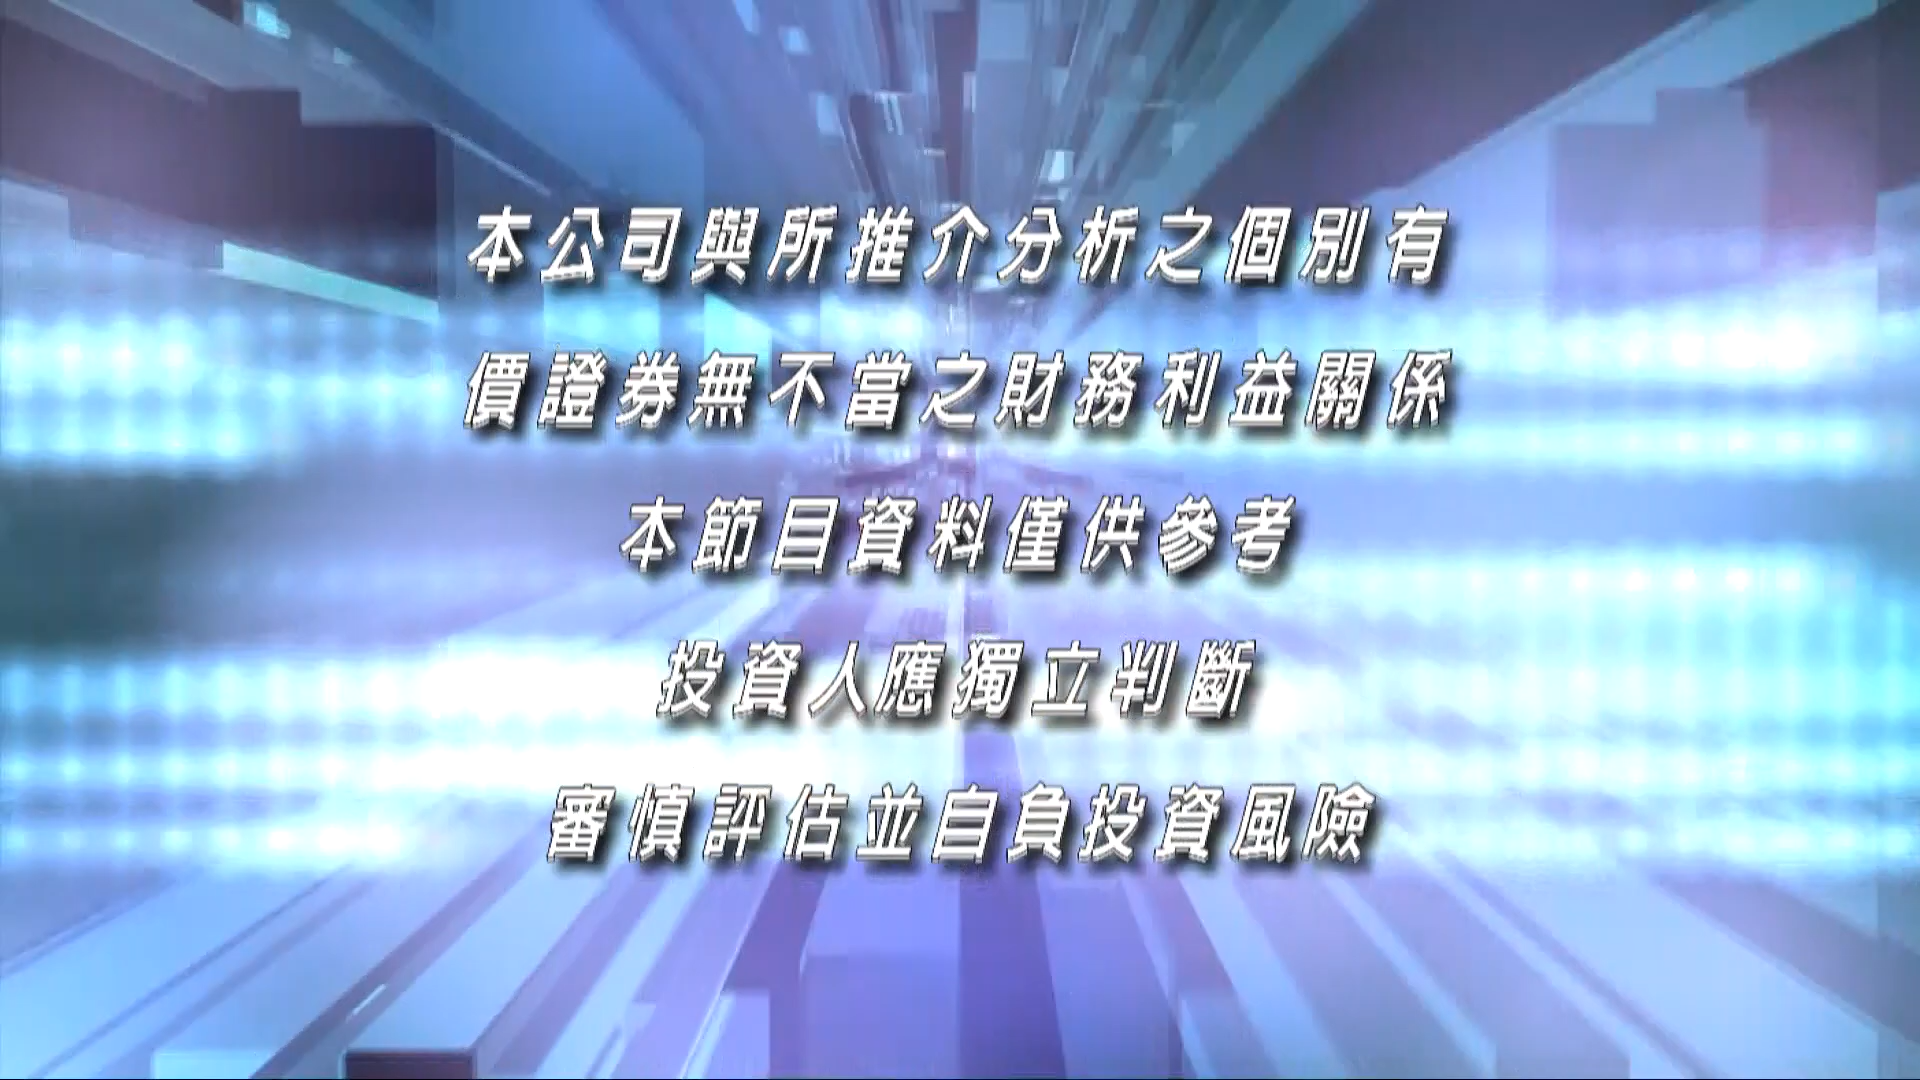 本公司與所推介分析之個別有
價證券無不當之財務利益關係
本節目資料僅供參考
投資人應獨立判斷
審慎評估並自負投資風險